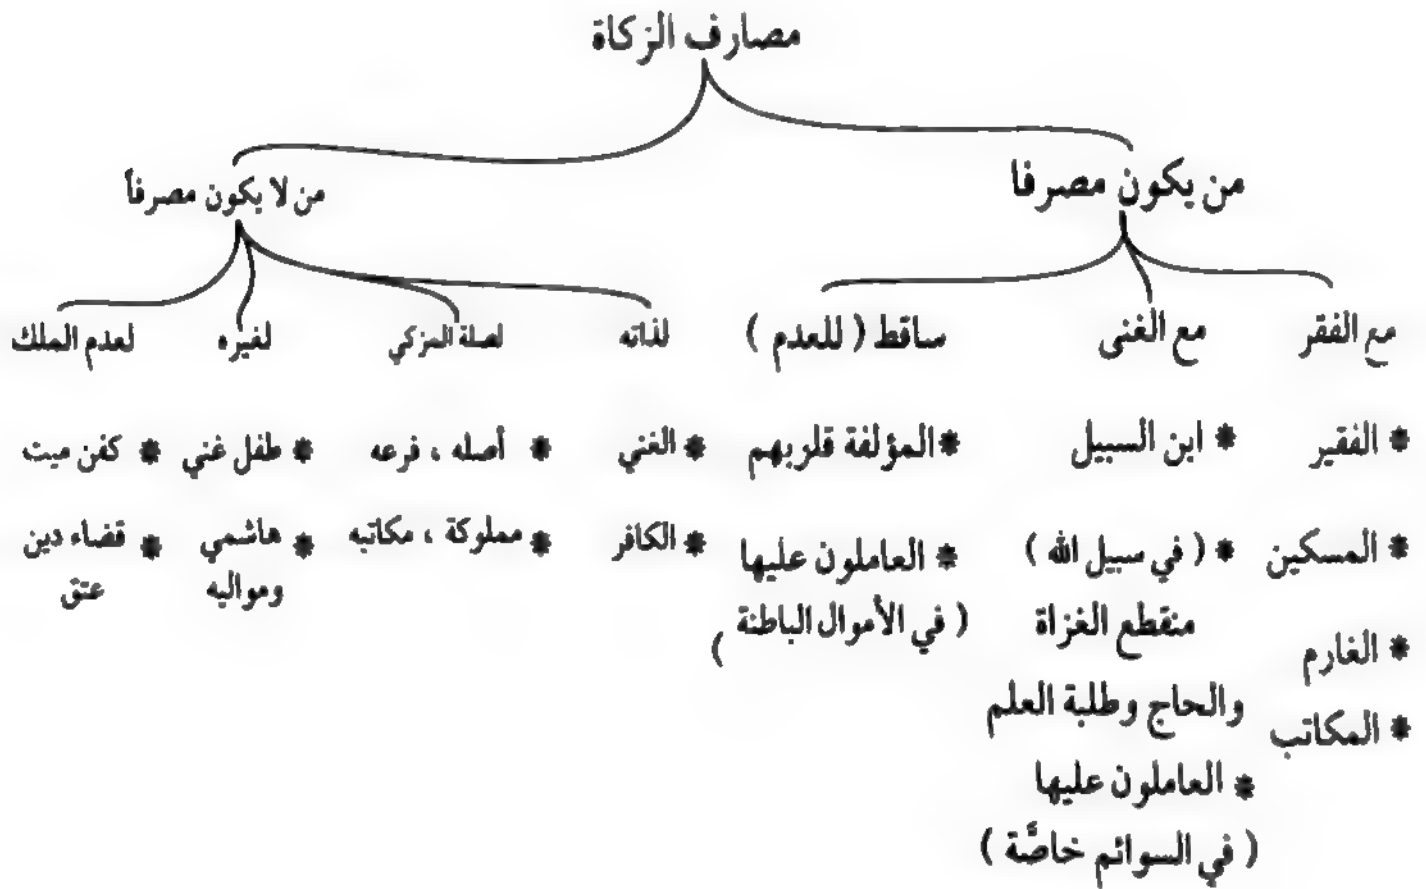 مصارف الزكاة
من يكون مصرفا
من لا يكون مصرفاً
مع الفقر
مع الغنى
ساقط ( للعدم )
لذاته
لصلة المزكي
لغيره
لعدم الملك
* الفقير
* المسكين
* الغارم
* المكاتب
* ابن السبيل
* ( في سبيل الله )
منقطع الغزاة
والحاج وطلبة العلم
* العاملون عليها
( في السوائم خاصَّة )
* المؤلفة قلوبهم
* العاملون عليها
( في الأموال الباطنة )
* الغني
* الكافر
* أصله ، فرعه
* مملوكة ، مكاتبه
* طفل غني
* هاشمي
ومواليه
* كفن ميت
* قضاء دين
عتق